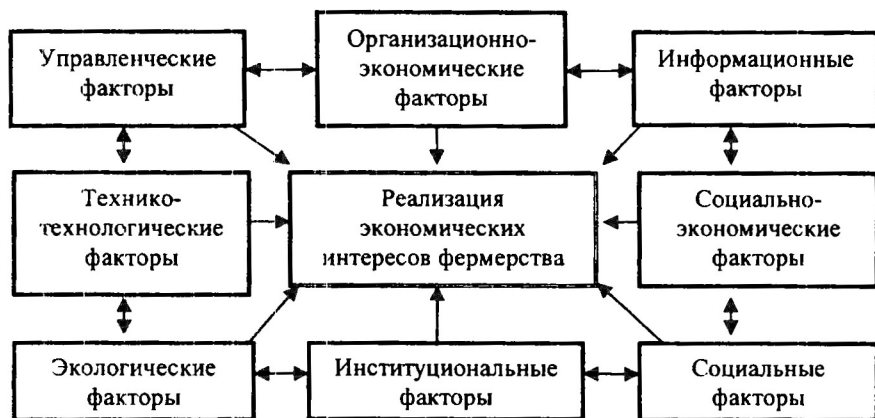 Управленческие
факторы
Организационно-
экономические
факторы
Информационные
факторы
Технико-
технологические
факторы
Реализация
экономических
интересов фермерства
Социально-
экономические
факторы
Экологические
факторы
Институциональные
факторы
Социальные
факторы